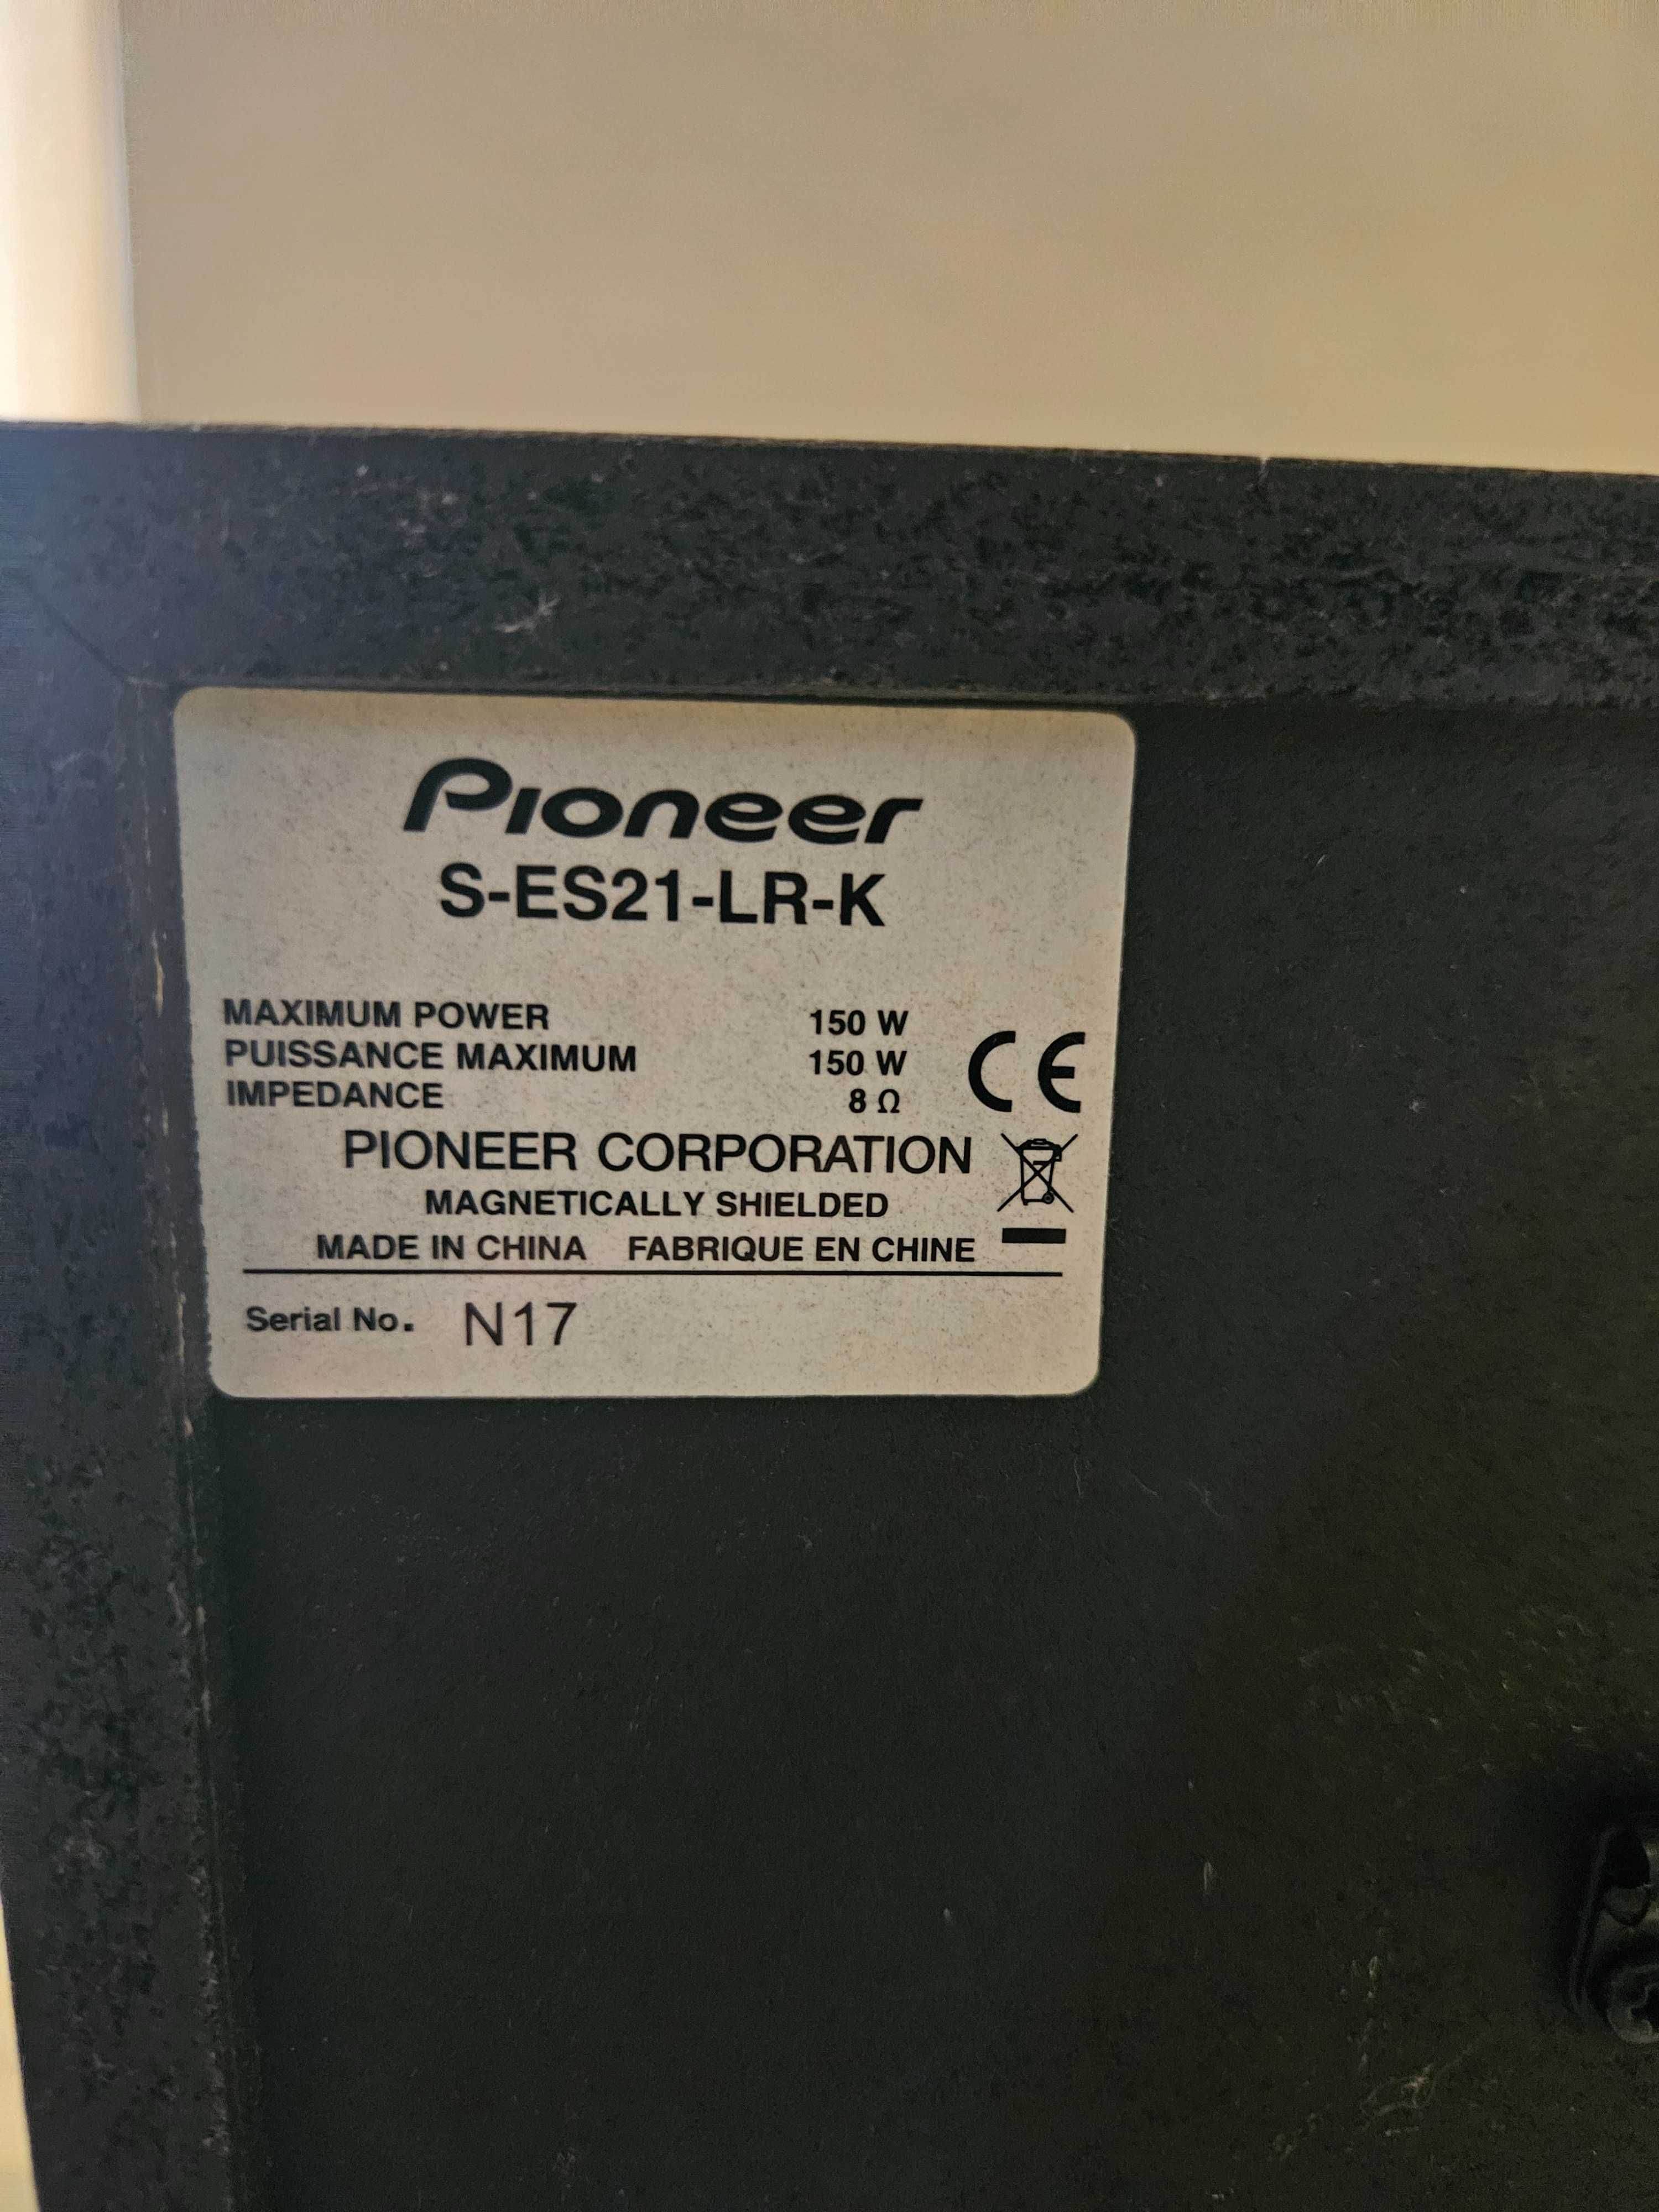 Pioneer
S-ES21-LR-K
MAXIMUM POWER 150 W
PUISSANCE MAXIMUM 150 W
IMPEDANCE 8 Ω
CE
PIONEER CORPORATION
MAGNETICALLY SHIELDED
MADE IN CHINA FABRIQUE EN CHINE
Serial No. N17